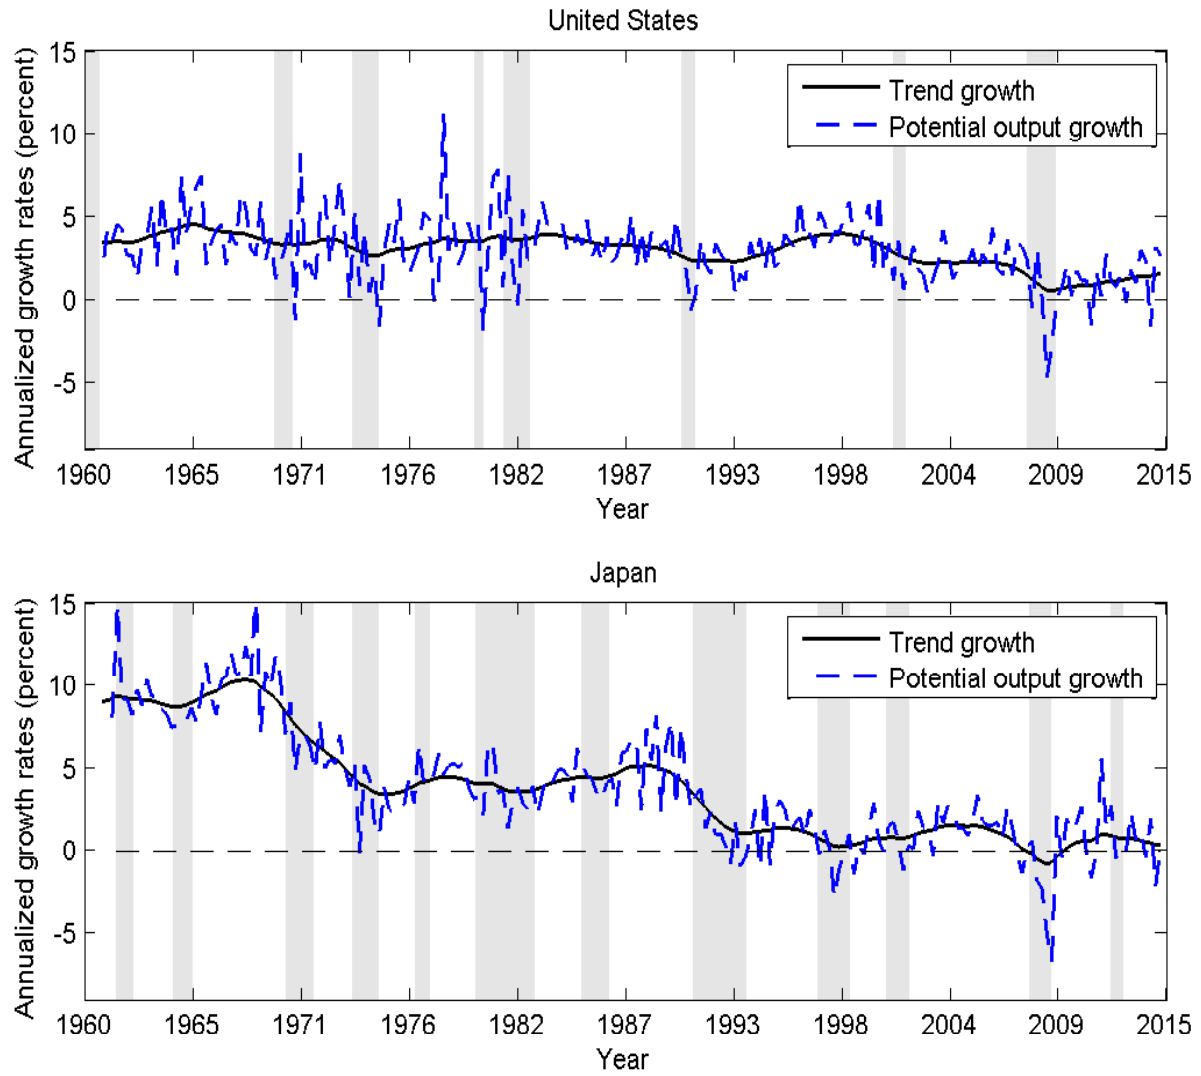 United States
Annualized growth rates (percent)
15
10
5
0
-5
Trend growth
Potential output growth
1960 1965 1971 1976 1982 1987 1993 1998 2004 2009 2015
Year
Japan
Annualized growth rates (percent)
15
10
5
0
-5
Trend growth
Potential output growth
1960 1965 1971 1976 1982 1987 1993 1998 2004 2009 2015
Year